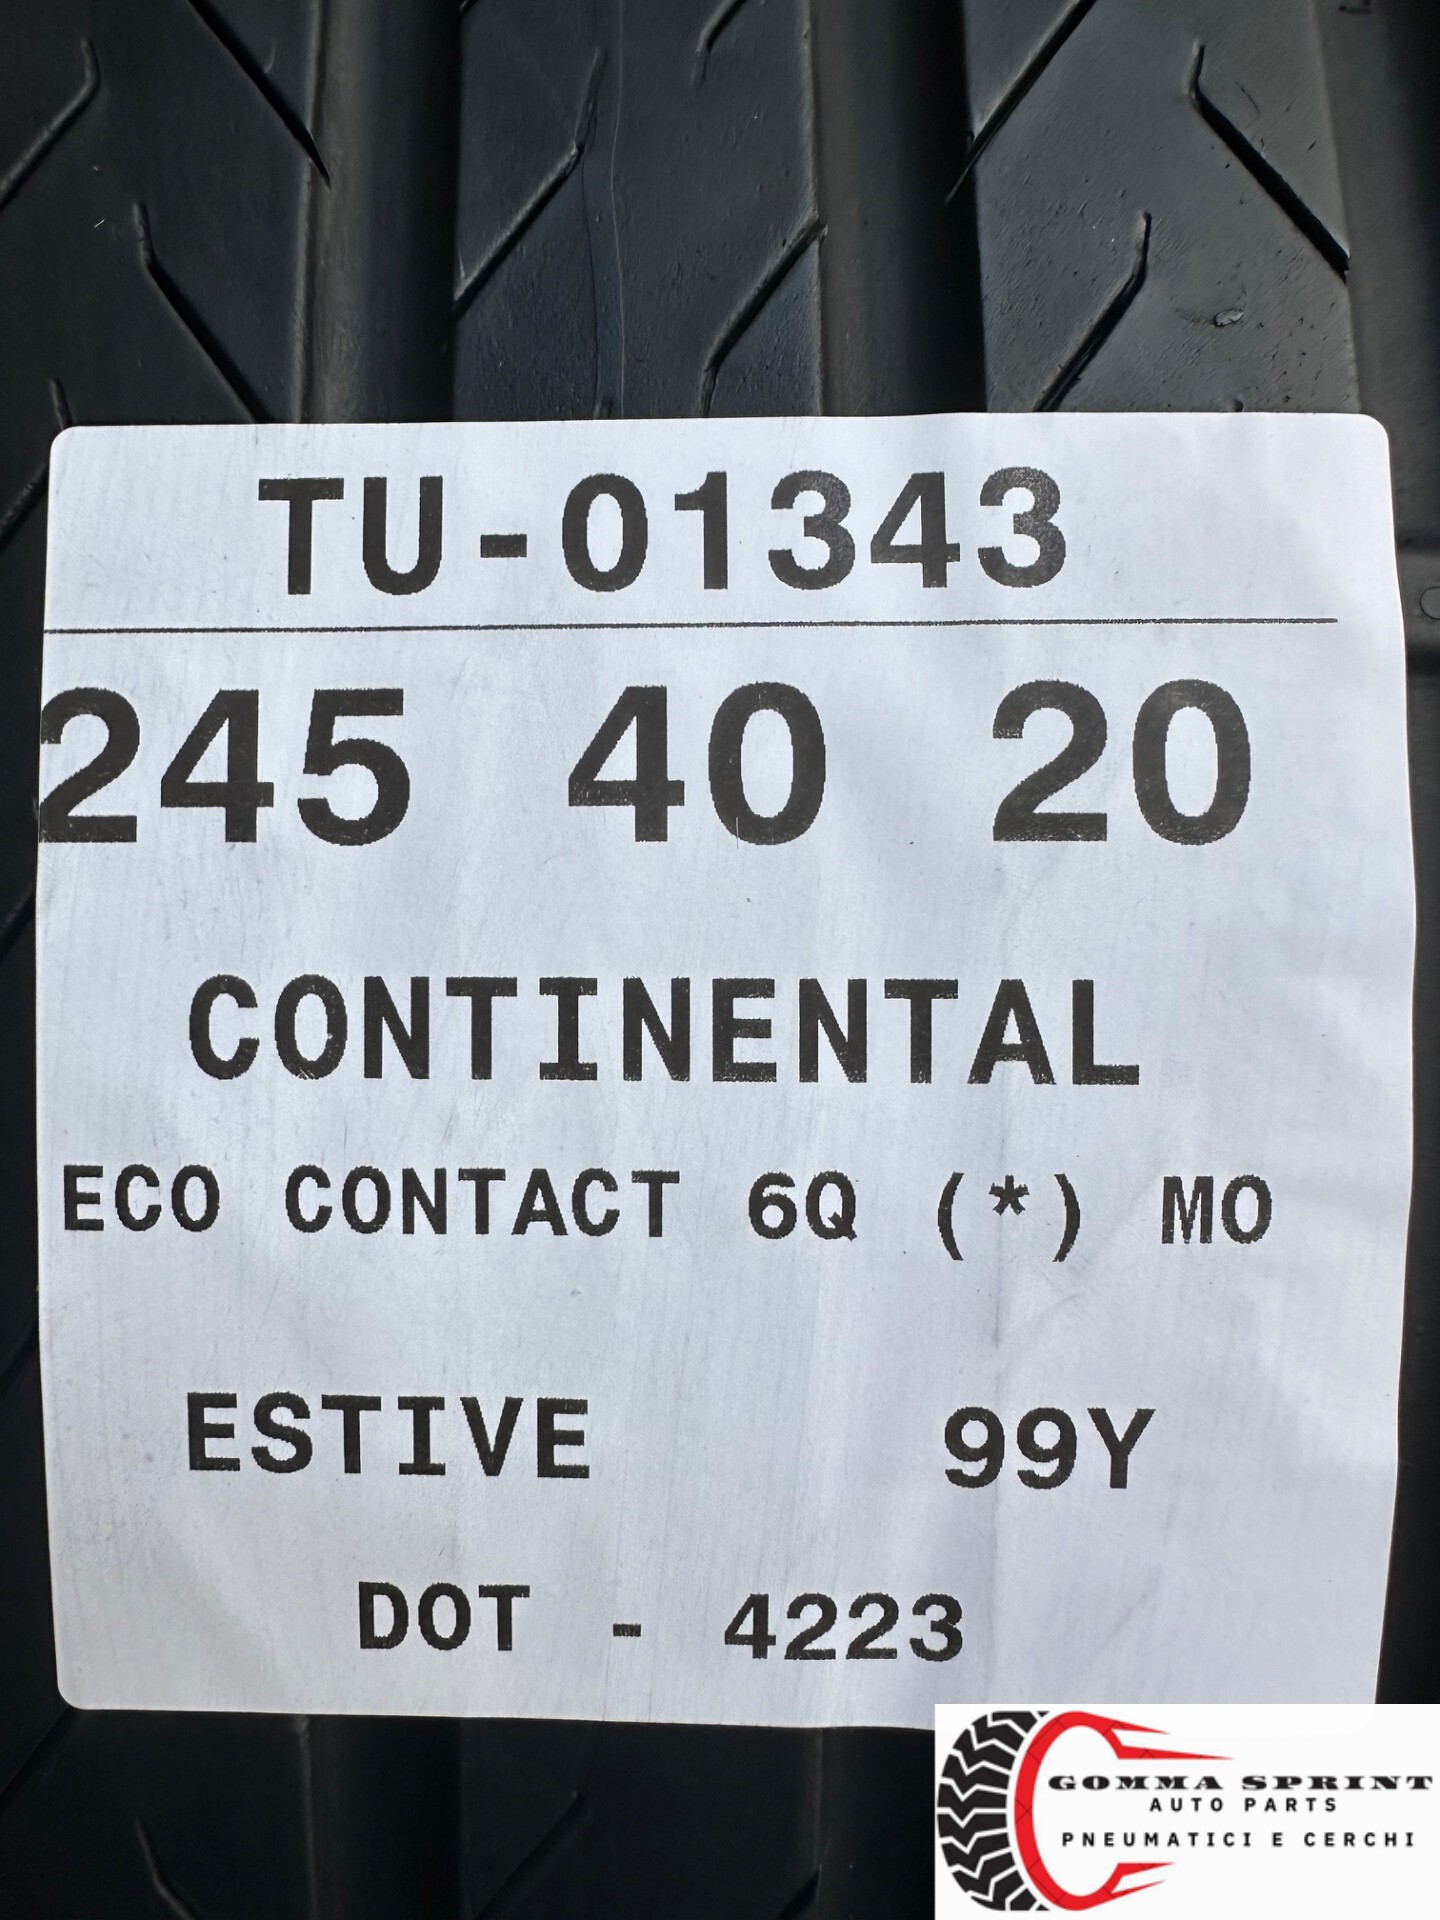 TU-01343
245 40 20
CONTINENTAL
ECO CONTACT 6Q (*) MO
ESTIVE 99Y
DOT - 4223
GOMMA SPRINT
AUTO PARTS
PNEUMATICI E CERCHI